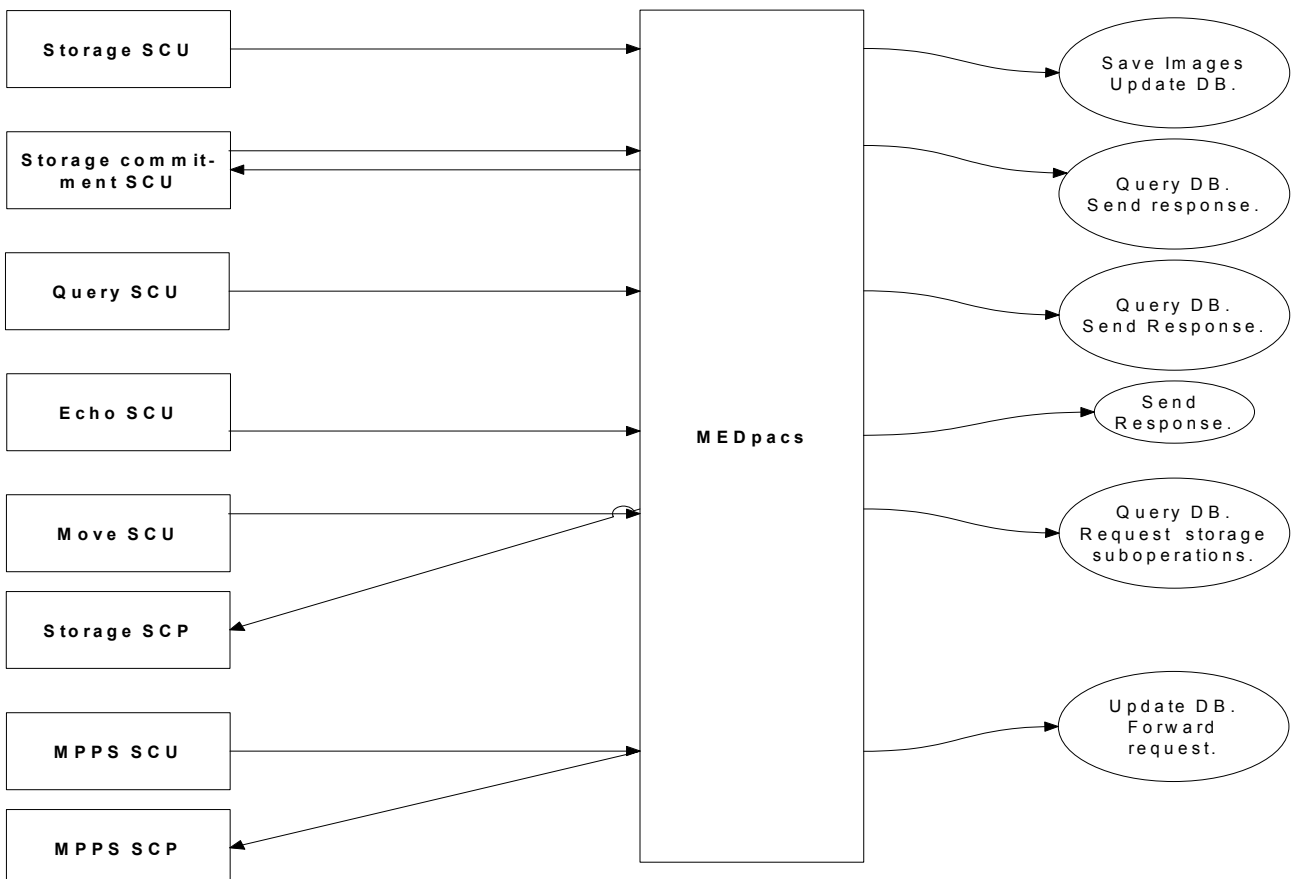 Storage SCU
Storage commit-
ment SCU
Query SCU
Echo SCU
Move SCU
Storage SCP
MPPS SCU
MPPS SCP
MEDpacs
Save Images
Update DB.
Query DB.
Send response.
Query DB.
Send Response.
Send
Response.
Query DB.
Request storage
suboperations.
Update DB.
Forward
request.